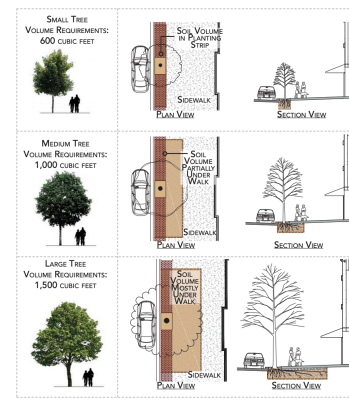 Small Tree
Volume Requirements:
600 cubic feet
Soil Volume
in Planting
Strip
Sidewalk
Plan View
Section View
Medium Tree
Volume Requirements:
1,000 cubic feet
Soil
Volume
Partially
Under
Walk
Sidewalk
Plan View
Section View
Large Tree
Volume Requirements:
1,500 cubic feet
Soil
Volume
Mostly
Under
Walk
Sidewalk
Plan View
Section View